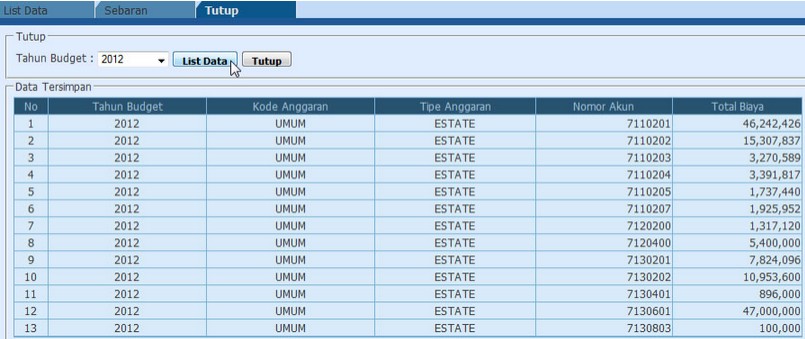 List Data Sebaran Tutup
Tutup
Tahun Budget : 2012 List Data Tutup
Data Tersimpan
No Tahun Budget Kode Anggaran Tipe Anggaran Nomor Akun Total Biaya
1 2012 UMUM ESTATE 7110201 46,242,426
2 2012 UMUM ESTATE 7110202 15,307,837
3 2012 UMUM ESTATE 7110203 3,270,589
4 2012 UMUM ESTATE 7110204 3,391,817
5 2012 UMUM ESTATE 7110205 1,737,440
6 2012 UMUM ESTATE 7110207 1,925,952
7 2012 UMUM ESTATE 7120200 1,317,120
8 2012 UMUM ESTATE 7120400 5,400,000
9 2012 UMUM ESTATE 7130201 7,824,096
10 2012 UMUM ESTATE 7130202 10,953,600
11 2012 UMUM ESTATE 7130401 896,000
12 2012 UMUM ESTATE 7130601 47,000,000
13 2012 UMUM ESTATE 7130803 100,000